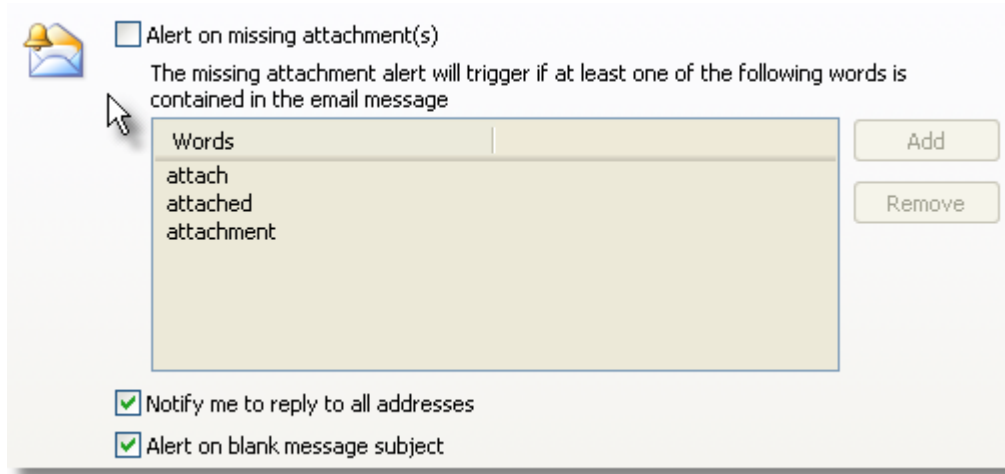 Alert on missing attachment(s)
The missing attachment alert will trigger if at least one of the following words is
contained in the email message
Words
Add
attach
attached
Remove
attachment
Notify me to reply to all addresses
Alert on blank message subject